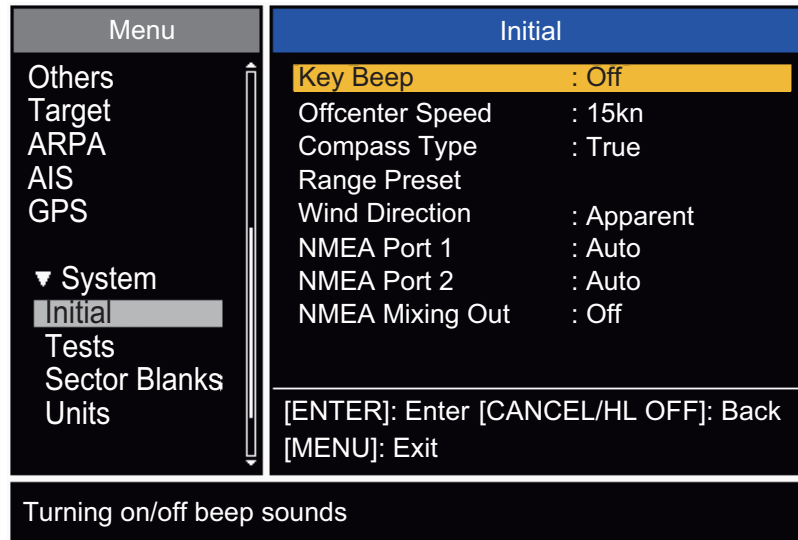 Menu
Others
Target
ARPA
AIS
GPS
▼ System
Initial
Tests
Sector Blanks
Units
Initial
Key Beep : Off
Offcenter Speed : 15kn
Compass Type : True
Range Preset
Wind Direction : Apparent
NMEA Port 1 : Auto
NMEA Port 2 : Auto
NMEA Mixing Out : Off
[ENTER]: Enter [CANCEL/HL OFF]: Back
[MENU]: Exit
Turning on/off beep sounds